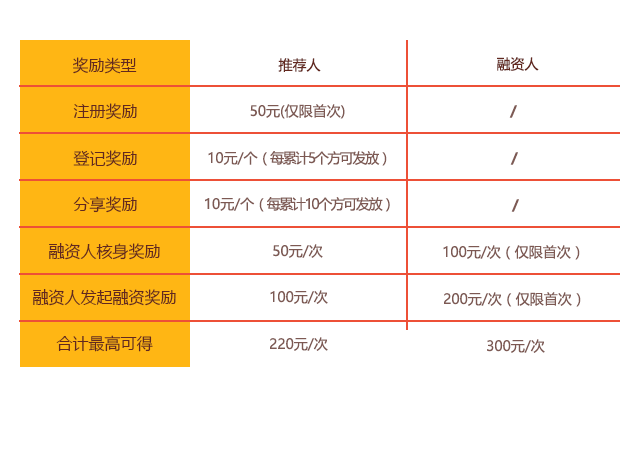 奖励类型 推荐人 融资人
注册奖励 50元(仅限首次) /
登记奖励 10元/个（每累计5个方可发放） /
分享奖励 10元/个（每累计10个方可发放） /
融资人核身奖励 50元/次 100元/次（仅限首次）
融资人发起融资奖励 100元/次 200元/次（仅限首次）
合计最高可得 220元/次 300元/次